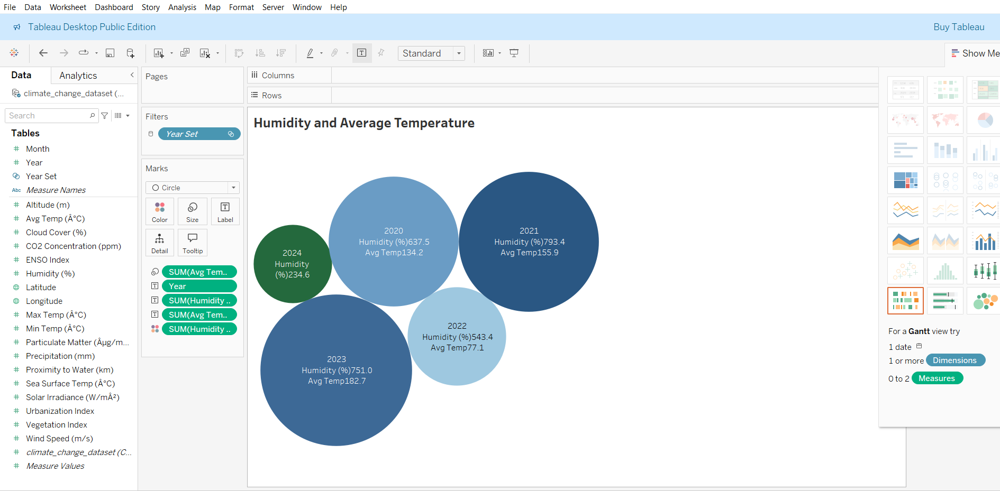 File Data Worksheet Dashboard Story Analysis Map Format Server Window Help
Tableau Desktop Public Edition
Buy Tableau
Standard
Show Me
Data
Analytics
climate_change_dataset (...
Search
Tables
Month
Year
Year Set
Abc Measure Names
Altitude (m)
Avg Temp (Â°C)
Cloud Cover (%)
CO2 Concentration (ppm)
ENSO Index
Humidity (%)
Latitude
Longitude
Max Temp (Â°C)
Min Temp (Â°C)
Particulate Matter (Âµg/m...
Precipitation (mm)
Proximity to Water (km)
Sea Surface Temp (Â°C)
Solar Irradiance (W/mÂ²)
Urbanization Index
Vegetation Index
Wind Speed (m/s)
climate_change_dataset (C...
Measure Values
Pages
Filters
Year Set
Marks
Circle
Color
Size
Label
Detail
Tooltip
SUM(Avg Tem..
Year
SUM(Humidity ..
SUM(Avg Tem..
SUM(Humidity ..
Columns
Rows
Humidity and Average Temperature
2024
Humidity
(%)234.6
2020
Humidity (%)637.5
Avg Temp134.2
2021
Humidity (%)793.4
Avg Temp155.9
2023
Humidity (%)751.0
Avg Temp182.7
2022
Humidity (%)543.4
Avg Temp77.1
For a Gantt view try
1 date
1 or more Dimensions
0 to 2 Measures